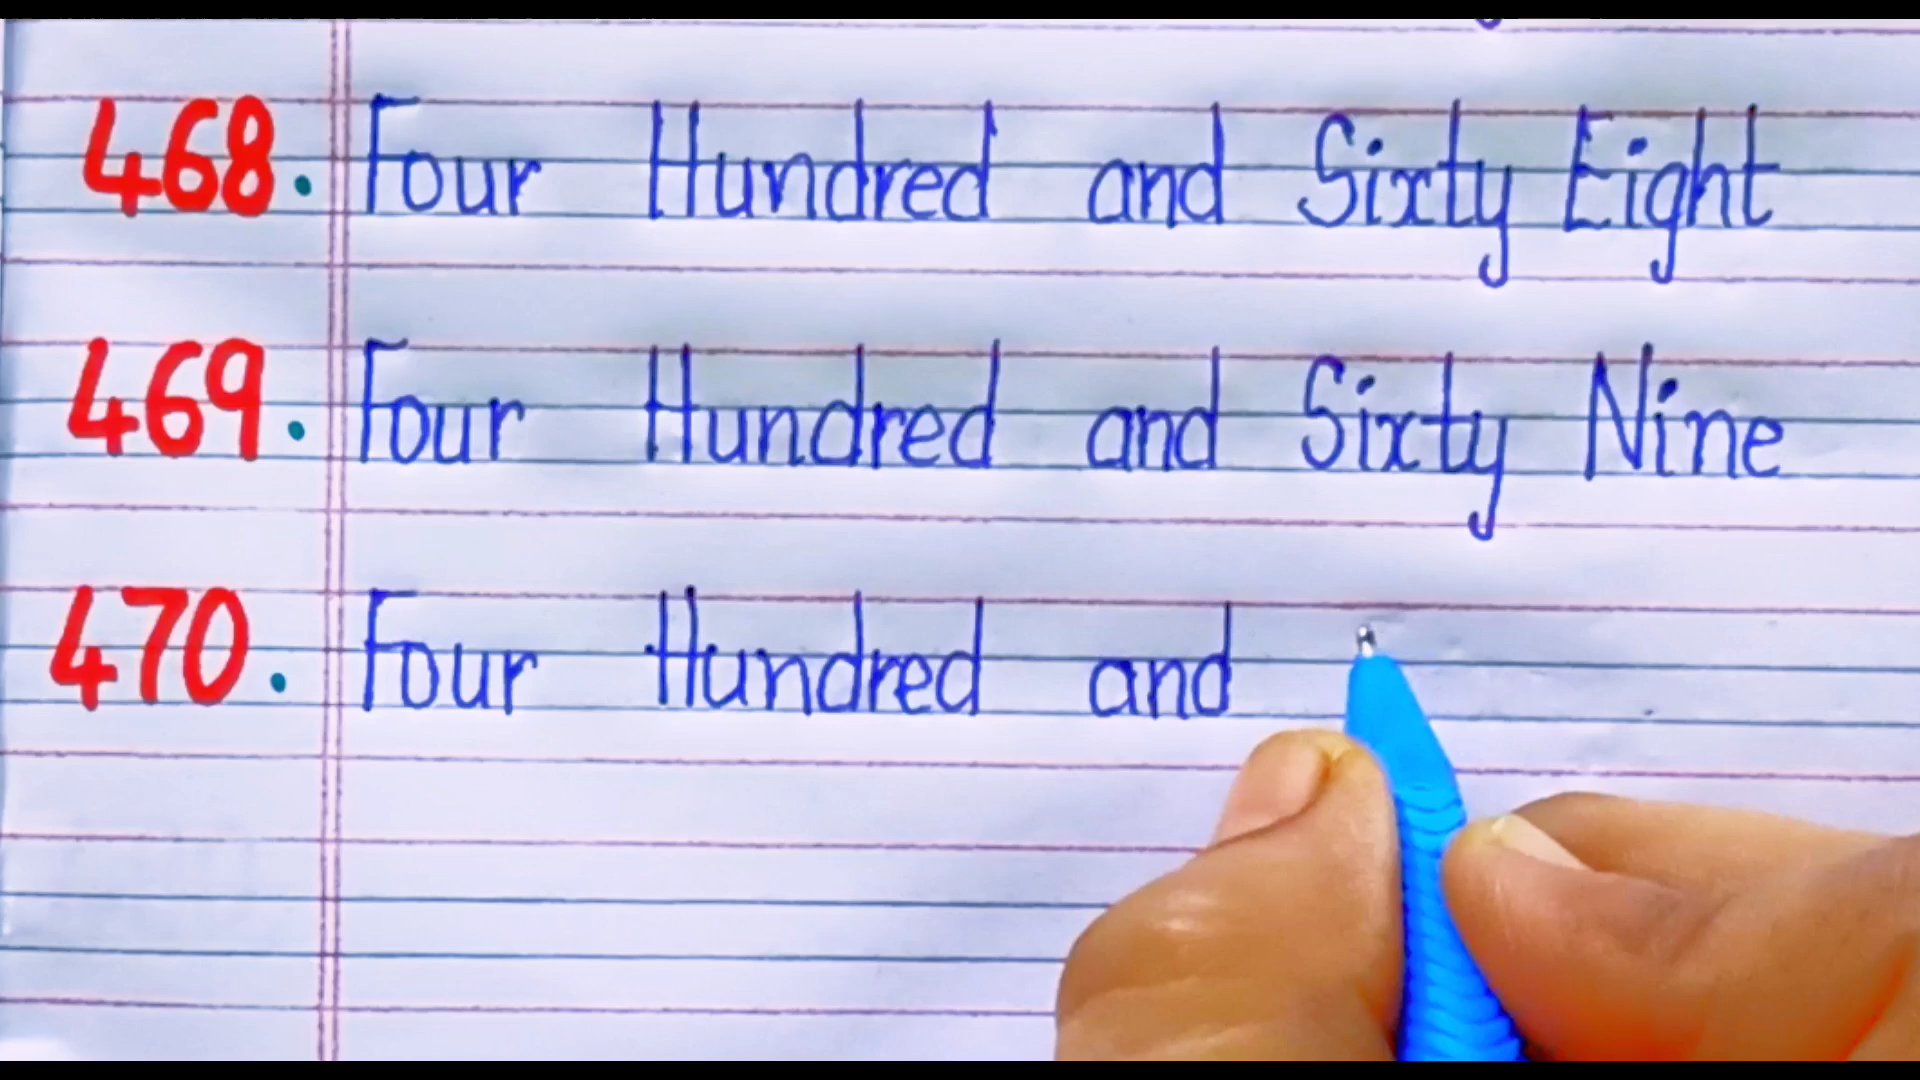 468. Four Hundred and Sixty Eight
469. Four Hundred and Sixty Nine
470. Four Hundred and